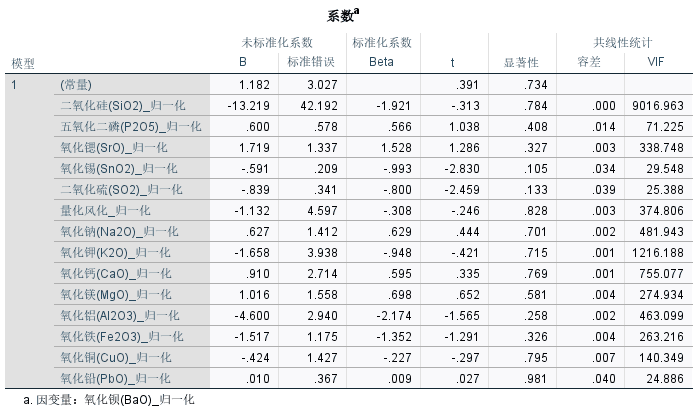 系数a
未标准化系数 标准化系数 共线性统计
模型 B 标准错误 Beta t 显著性 容差 VIF
1 (常量) 1.182 3.027 .391 .734
二氧化硅(SiO2)_归一化 -13.219 42.192 -1.921 -.313 .784 .000 9016.963
五氧化二磷(P2O5)_归一化 .600 .578 .566 1.038 .408 .014 71.225
氧化锶(SrO)_归一化 1.719 1.337 1.528 1.286 .327 .003 338.748
氧化锡(SnO2)_归一化 -.591 .209 -.993 -2.830 .105 .034 29.548
二氧化硫(SO2)_归一化 -.839 .341 -.800 -2.459 .133 .039 25.388
量化风化_归一化 -1.132 4.597 -.308 -.246 .828 .003 374.806
氧化钠(Na2O)_归一化 .627 1.412 .629 .444 .701 .002 481.943
氧化钾(K2O)_归一化 -1.658 3.938 -.948 -.421 .715 .001 1216.188
氧化钙(CaO)_归一化 .910 2.714 .595 .335 .769 .001 755.077
氧化镁(MgO)_归一化 1.016 1.558 .698 .652 .581 .004 274.934
氧化铝(Al2O3)_归一化 -4.600 2.940 -2.174 -1.565 .258 .002 463.099
氧化铁(Fe2O3)_归一化 -1.517 1.175 -1.352 -1.291 .326 .004 263.216
氧化铜(CuO)_归一化 -.424 1.427 -.227 -.297 .795 .007 140.349
氧化铅(PbO)_归一化 .010 .367 .009 .027 .981 .040 24.886
a. 因变量：氧化钡(BaO)_归一化